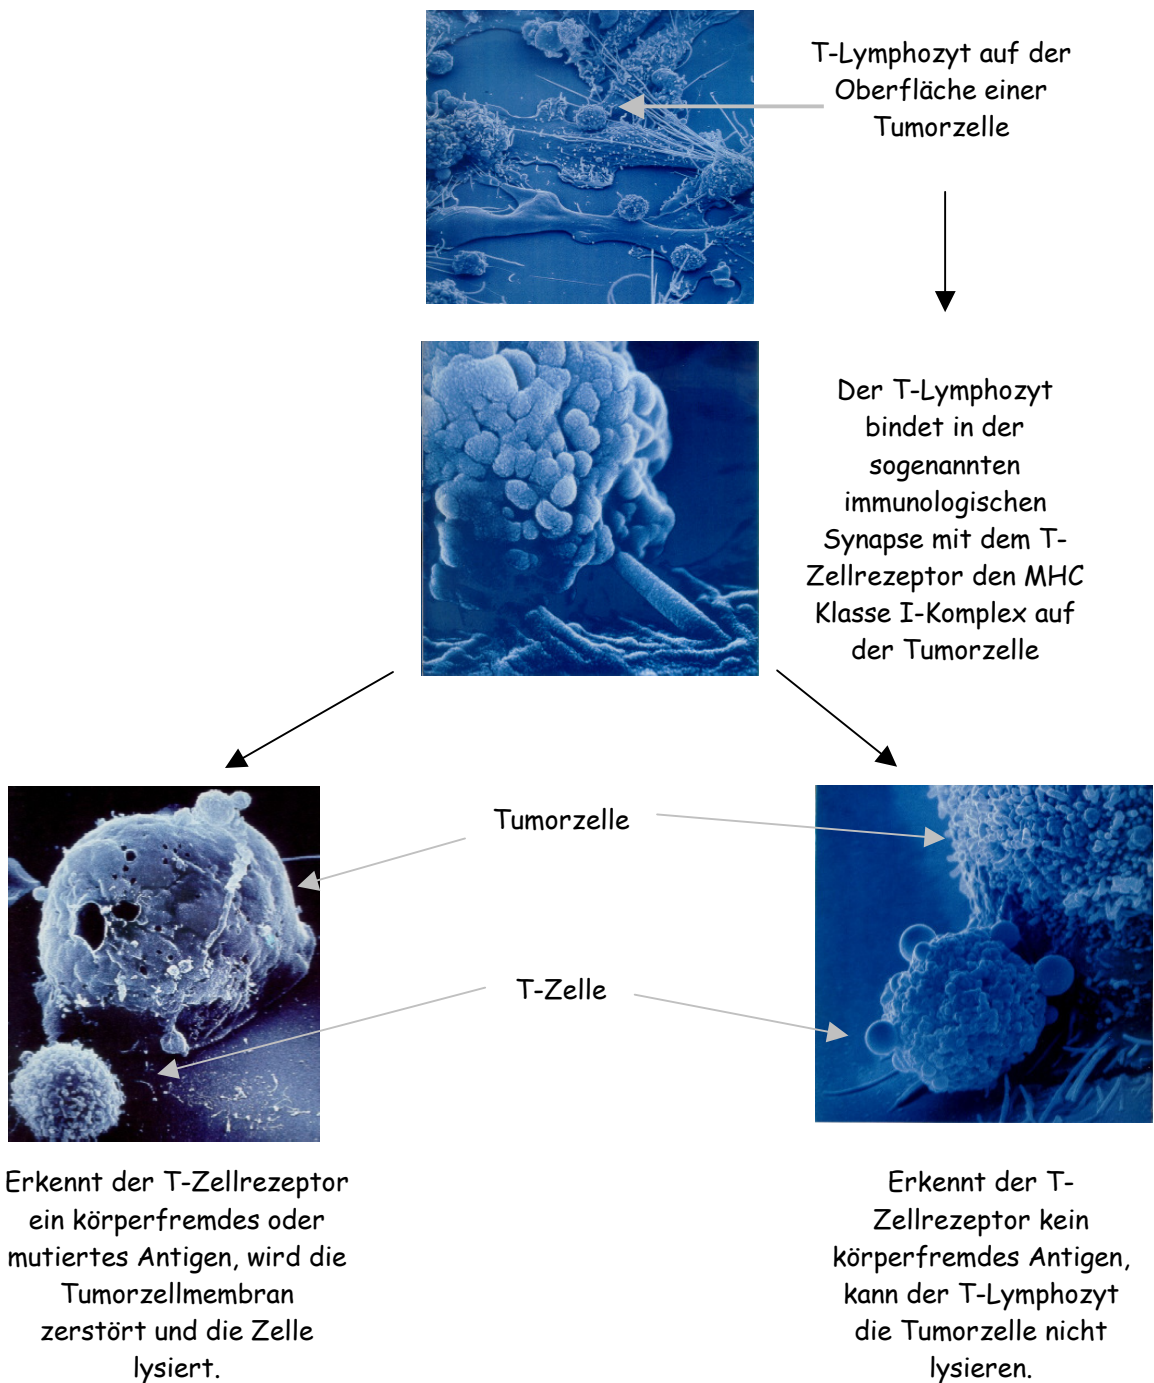 T-Lymphozyt auf der
Oberfläche einer
Tumorzelle
Der T-Lymphozyt
bindet in der
sogenannten
immunologischen
Synapse mit dem T-
Zellrezeptor den MHC
Klasse I-Komplex auf
der Tumorzelle
Tumorzelle
T-Zelle
Erkennt der T-Zellrezeptor
ein körperfremdes oder
mutiertes Antigen, wird die
Tumorzellmembran
zerstört und die Zelle
lysiert.
Erkennt der T-
Zellrezeptor kein
körperfremdes Antigen,
kann der T-Lymphozyt
die Tumorzelle nicht
lysieren.